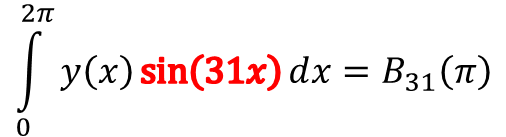 2π
∫ y(x) sin(31x) dx = B₃₁(π)
0